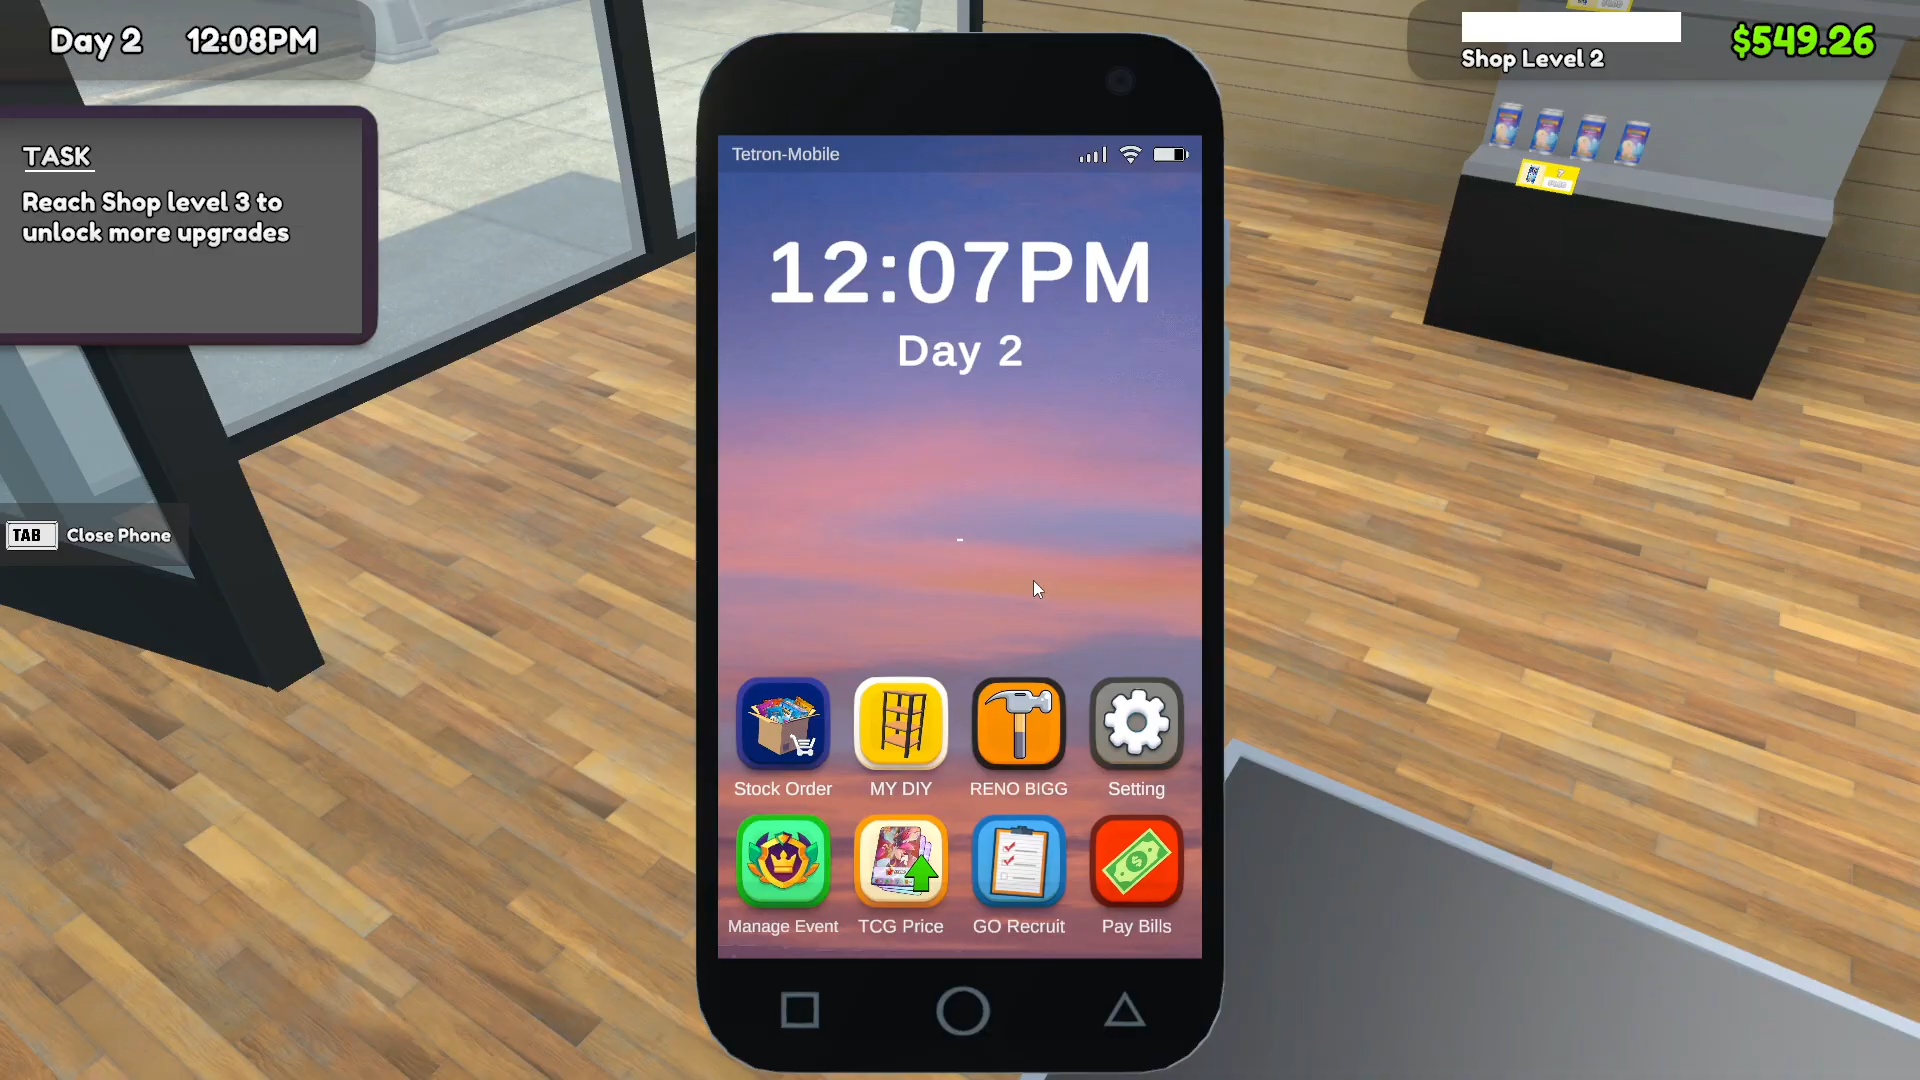 Day 2 12:08PM
Shop Level 2
$549.26
TASK
Reach Shop level 3 to
unlock more upgrades
TAB Close Phone
Tetron-Mobile
12:07PM
Day 2
Stock Order MY DIY RENO BIGG Setting
Manage Event TCG Price GO Recruit Pay Bills